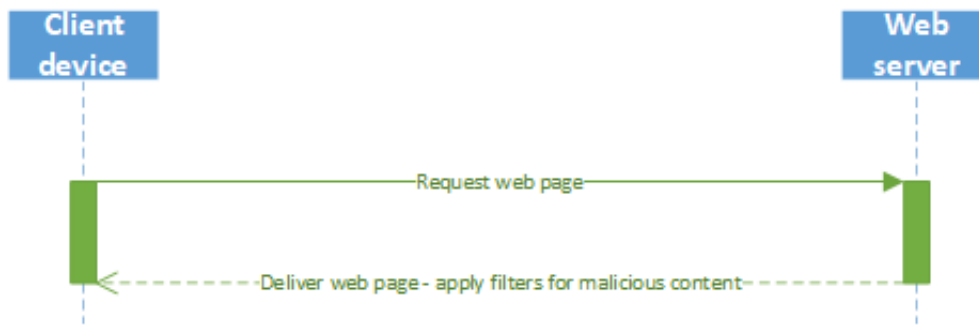 Client
device
Web
server
Request web page
Deliver web page - apply filters for malicious content